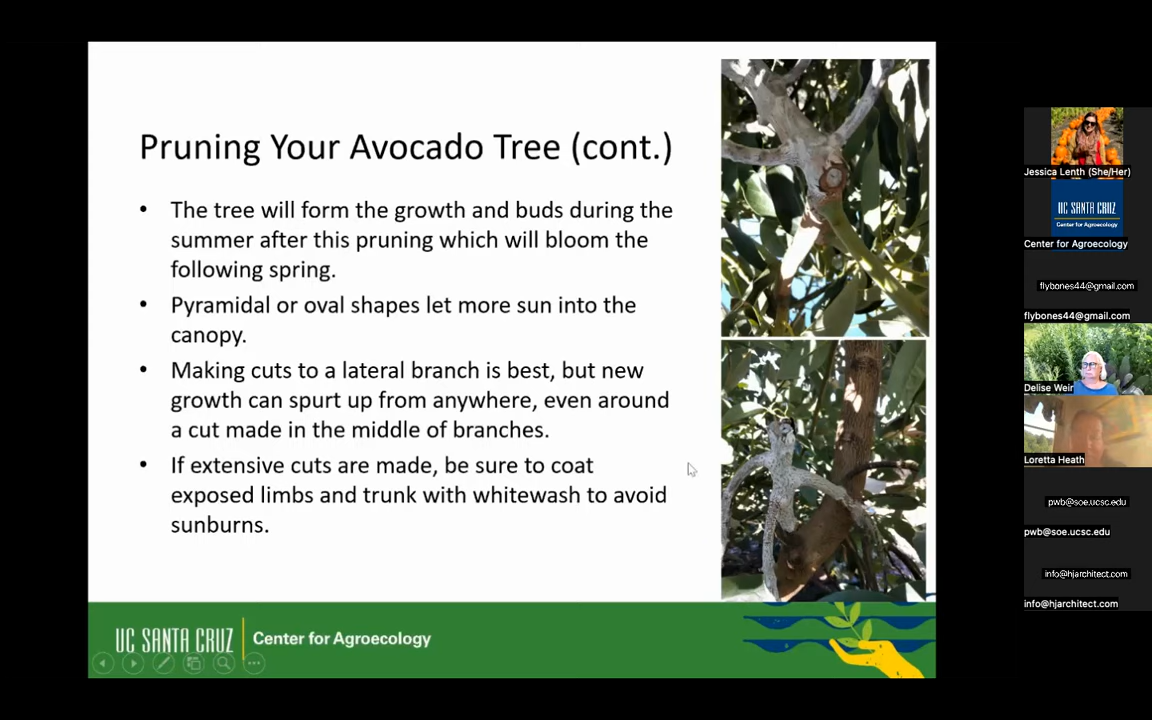 Pruning Your Avocado Tree (cont.)
• The tree will form the growth and buds during the
summer after this pruning which will bloom the
following spring.
• Pyramidal or oval shapes let more sun into the
canopy.
• Making cuts to a lateral branch is best, but new
growth can spurt up from anywhere, even around
a cut made in the middle of branches.
• If extensive cuts are made, be sure to coat
exposed limbs and trunk with whitewash to avoid
sunburns.
UC SANTA CRUZ Center for Agroecology
Jessica Lenth (She/Her)
UC SANTA CRUZ
Center for Agroecology
Center for Agroecology
flybones44@gmail.com
flybones44@gmail.com
Delise Weir
Loretta Heath
pwb@soe.ucsc.edu
pwb@soe.ucsc.edu
info@hjarchitect.com
info@hjarchitect.com